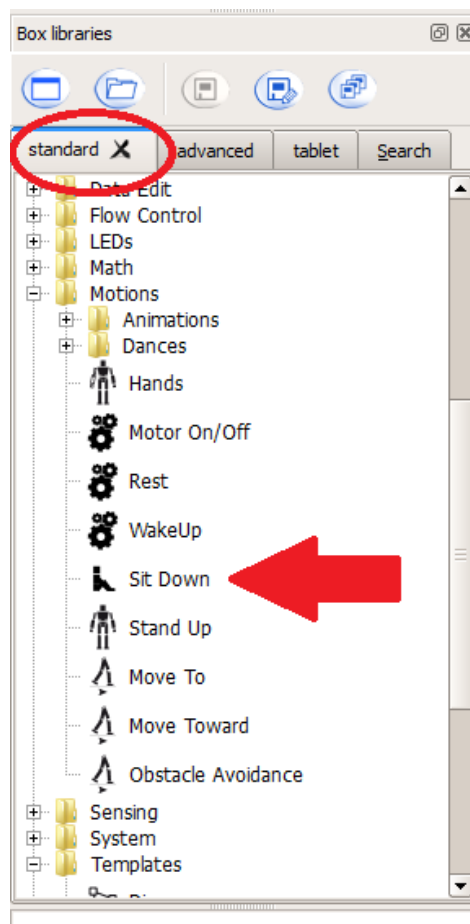 Box libraries
standard advanced tablet Search
Data Edit
Flow Control
LEDs
Math
Motions
Animations
Dances
Hands
Motor On/Off
Rest
WakeUp
Sit Down
Stand Up
Move To
Move Toward
Obstacle Avoidance
Sensing
System
Templates